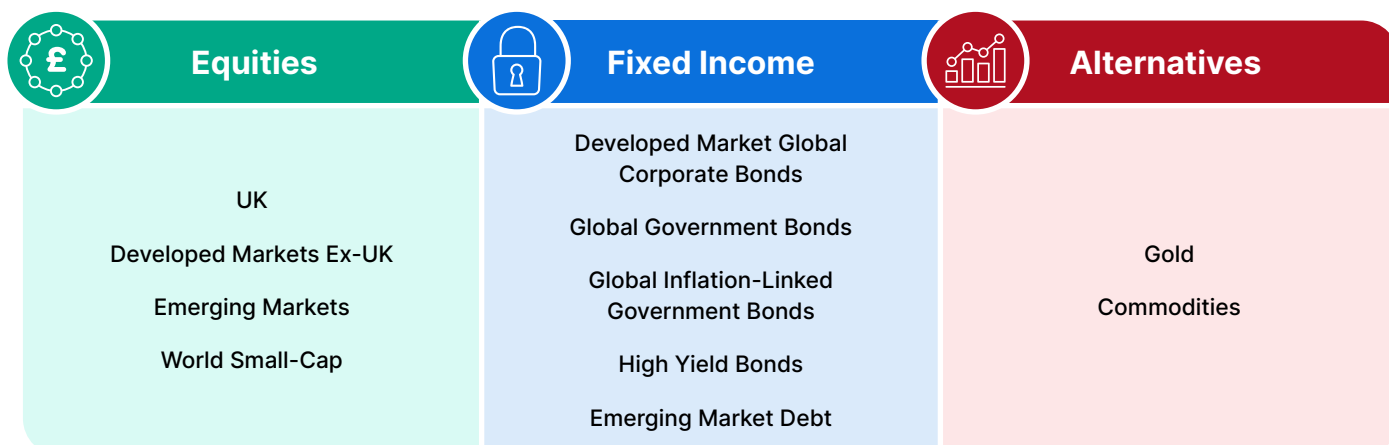 £
Equities
Fixed Income
Alternatives
UK
Developed Markets Ex-UK
Emerging Markets
World Small-Cap
Developed Market Global
Corporate Bonds
Global Government Bonds
Global Inflation-Linked
Government Bonds
High Yield Bonds
Emerging Market Debt
Gold
Commodities